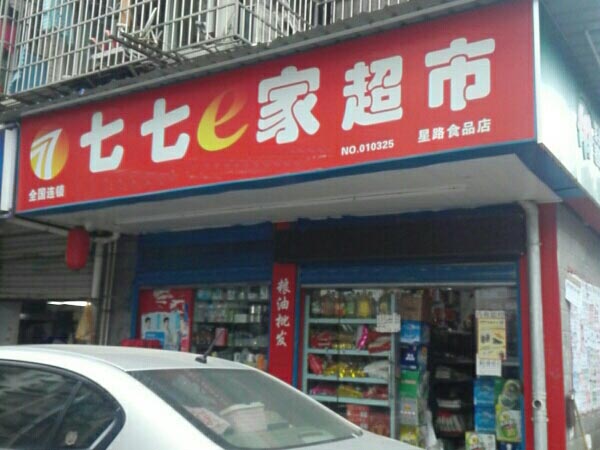 七七e家超市
全国连锁
NO.010325
星路食品店
粮油批发